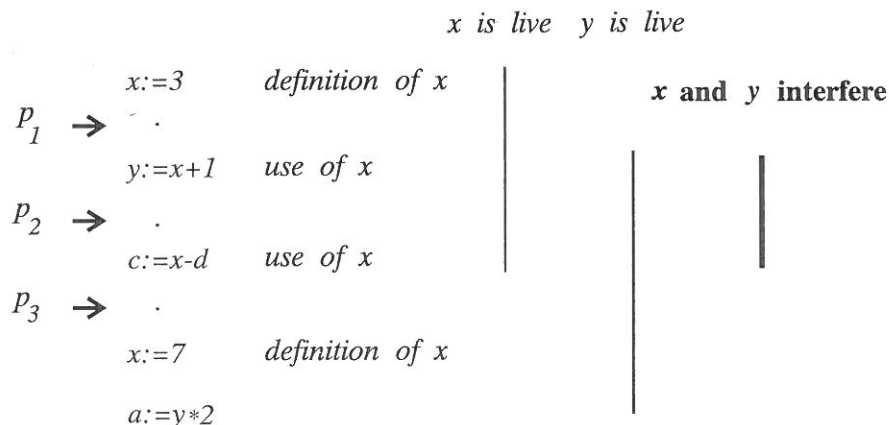 x is live y is live
x:=3 definition of x
x and y interfere
p1 → .
y:=x+1 use of x
p2 → .
c:=x-d use of x
p3 → .
x:=7 definition of x
a:=y*2